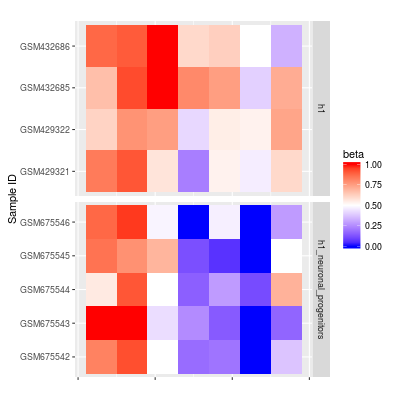 GSM432686
GSM432685
GSM429322
GSM429321
h1
GSM675546
GSM675545
GSM675544
GSM675543
GSM675542
h1_neuronal_progenitors
Sample ID
beta
1.00
0.75
0.50
0.25
0.00